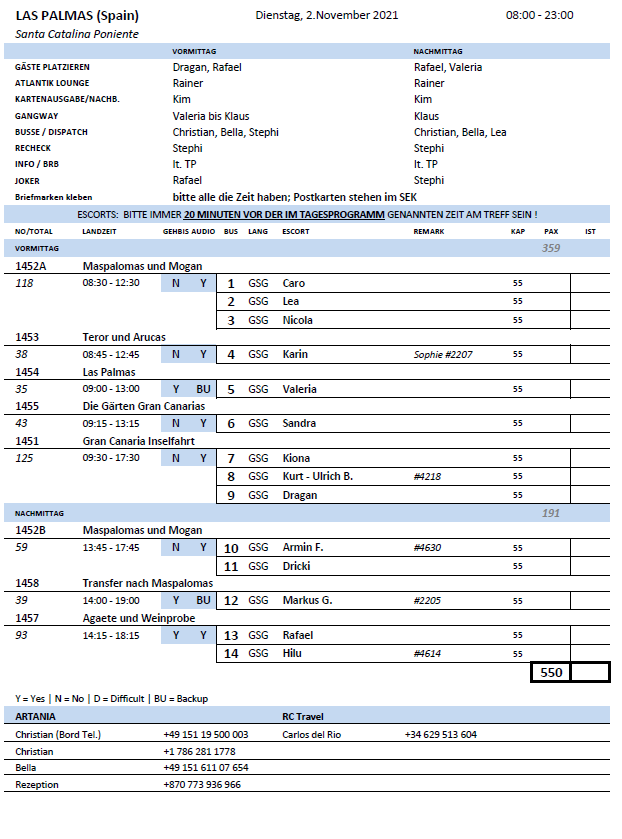 LAS PALMAS (Spain) Dienstag, 2.November 2021 08:00 - 23:00
Santa Catalina Poniente
VORMITTAG NACHMITTAG
GÄSTE PLATZIEREN Dragan, Rafael Rafael, Valeria
ATLANTIK LOUNGE Rainer Rainer
KARTENAUSGABE/NACHB. Kim Kim
GANGWAY Valeria bis Klaus Klaus
BUSSE / DISPATCH Christian, Bella, Stephi Christian, Bella, Lea
RECHECK Stephi Stephi
INFO / BRB lt. TP lt. TP
JOKER Rafael Stephi
Briefmarken kleben bitte alle die Zeit haben; Postkarten stehen im SEK
ESCORTS: BITTE IMMER 20 MINUTEN VOR DER IM TAGESPROGRAMM GENANNTEN ZEIT AM TREFF SEIN !
NO/TOTAL LANDZEIT GEHBIS AUDIO BUS LANG ESCORT REMARK KAP PAX IST
VORMITTAG 359
1452A Maspalomas und Mogan
118 08:30 - 12:30 N Y 1 GSG Caro 55
2 GSG Lea 55
3 GSG Nicola 55
1453 Teror und Arucas
38 08:45 - 12:45 N Y 4 GSG Karin Sophie #2207 55
1454 Las Palmas
35 09:00 - 13:00 Y BU 5 GSG Valeria 55
1455 Die Gärten Gran Canarias
43 09:15 - 13:15 N Y 6 GSG Sandra 55
1451 Gran Canaria Inselfahrt
125 09:30 - 17:30 N Y 7 GSG Kiona 55
8 GSG Kurt - Ulrich B. #4218 55
9 GSG Dragan 55
NACHMITTAG 191
1452B Maspalomas und Mogan
59 13:45 - 17:45 N Y 10 GSG Armin F. #4630 55
11 GSG Dricki 55
1458 Transfer nach Maspalomas
39 14:00 - 19:00 Y BU 12 GSG Markus G. #2205 55
1457 Agaete und Weinprobe
93 14:15 - 18:15 Y Y 13 GSG Rafael 55
14 GSG Hilu #4614 55
550
Y = Yes | N = No | D = Difficult | BU = Backup
ARTANIA RC Travel
Christian (Bord Tel.) +49 151 19 500 003 Carlos del Rio +34 629 513 604
Christian +1 786 281 1778
Bella +49 151 611 07 654
Rezeption +870 773 936 966